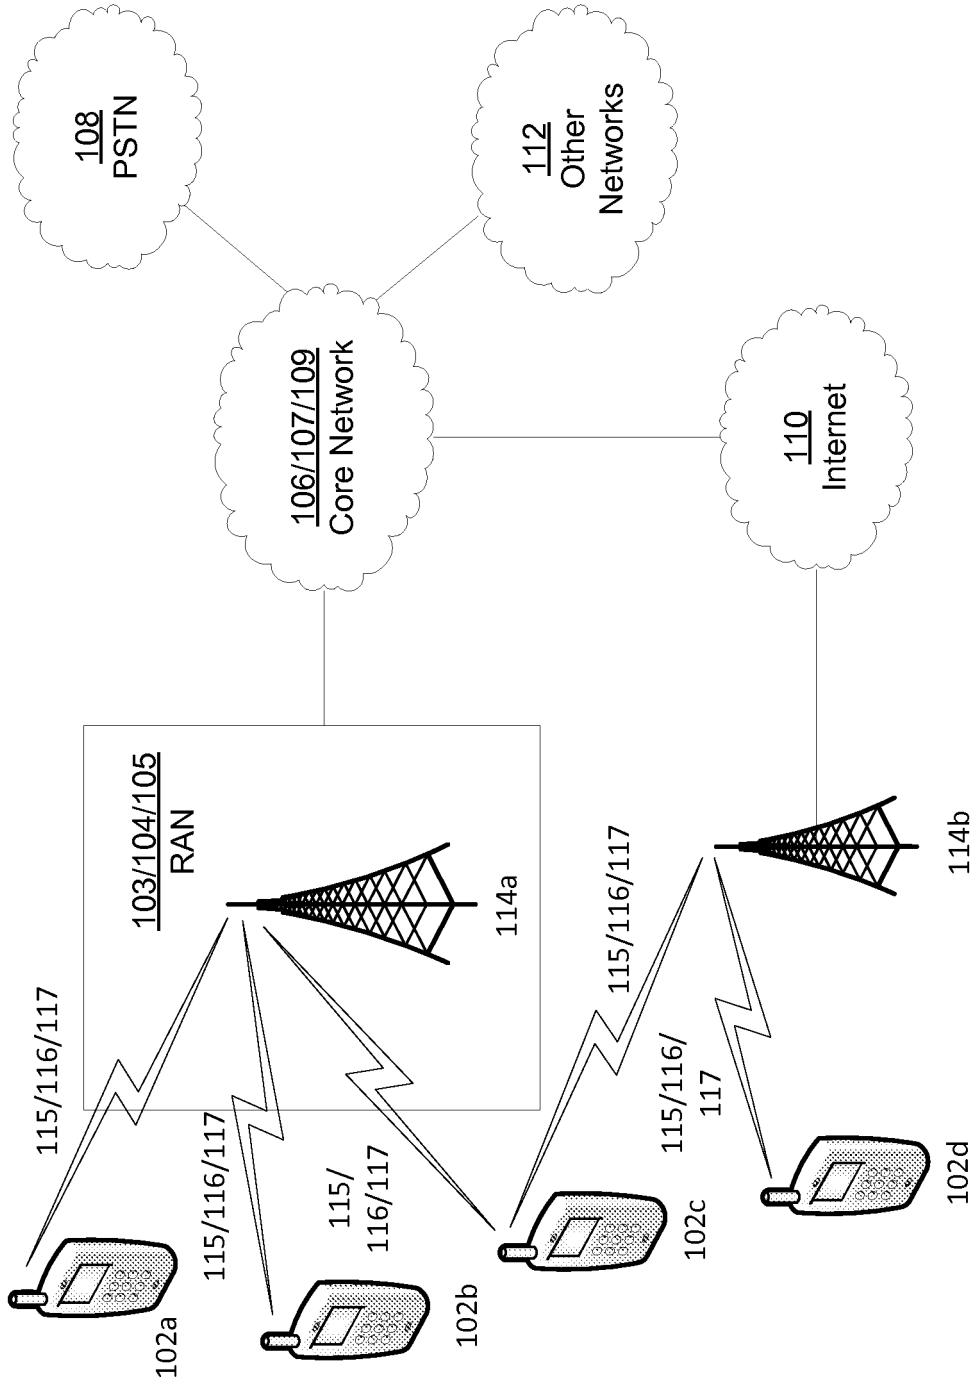 108
PSTN
112
Other
Networks
106/107/109
Core Network
110
Internet
103/104/105
RAN
114a
114b
115/116/117
115/116/117
115/
116/117
115/116/117
115/116/
117
102a
102b
102c
102d